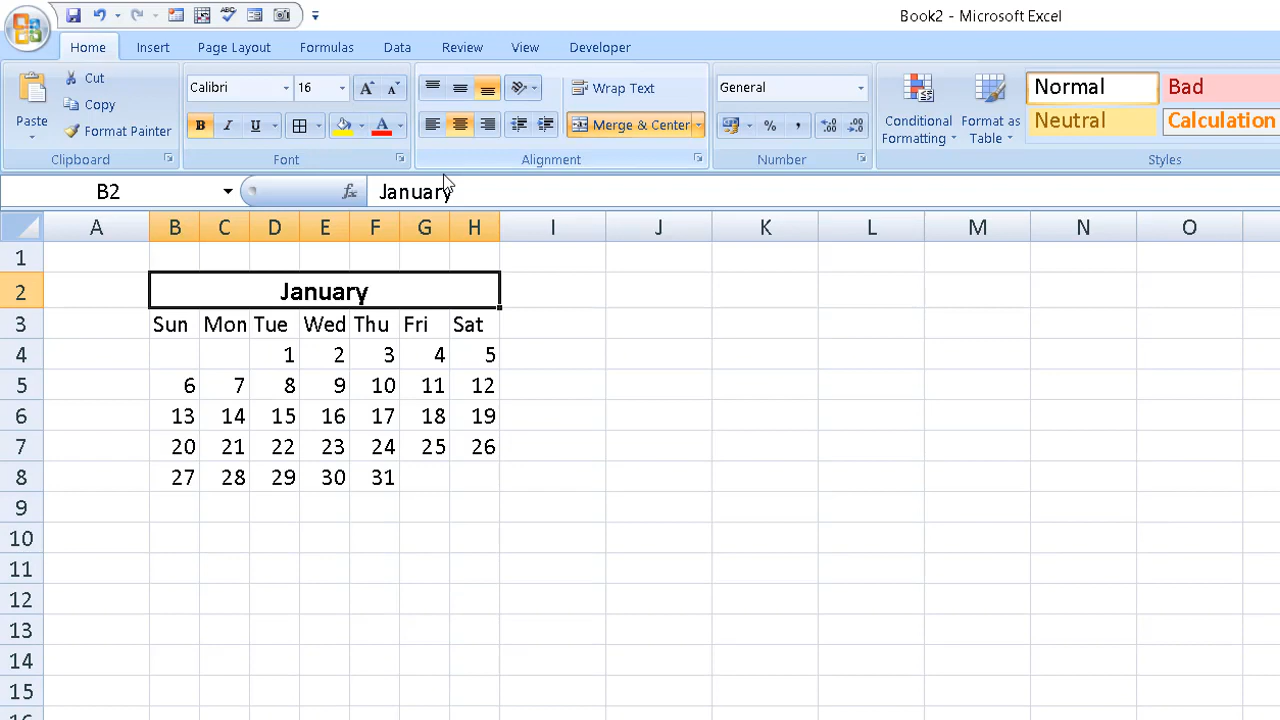 Book2 - Microsoft Excel
Home Insert Page Layout Formulas Data Review View Developer
Paste
Cut
Copy
Format Painter
Clipboard
Calibri 16 A A
B I U A
Font
Wrap Text
Merge & Center
Alignment
General
% ,
Number
Conditional Formatting
Format as Table
Normal Bad
Neutral Calculation
Styles
B2 fx January
A B C D E F G H I J K L M N O
1
2 January
3 Sun Mon Tue Wed Thu Fri Sat
4 1 2 3 4 5
5 6 7 8 9 10 11 12
6 13 14 15 16 17 18 19
7 20 21 22 23 24 25 26
8 27 28 29 30 31
9
10
11
12
13
14
15
16